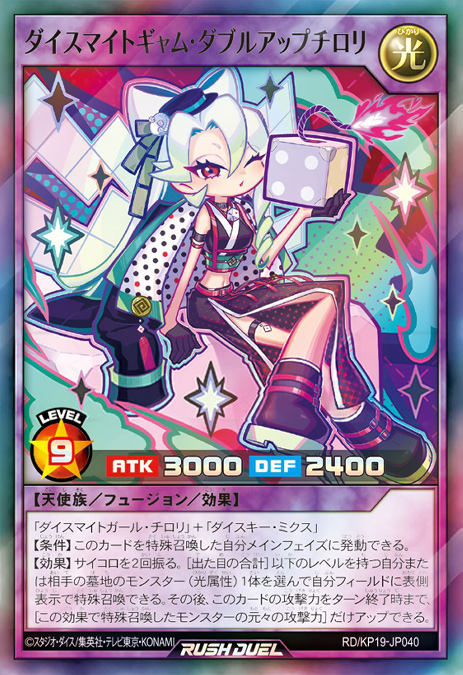 ダイスマイトギャム・ダブルアップチロリ
ひかり
光
LEVEL
9
ATK 3000 DEF 2400
【天使族／フュージョン／効果】
「ダイスマイトガール・チロリ」+「ダイスキー・ミクス」
【条件】このカードを特殊召喚した自分メインフェイズに発動できる。
【効果】サイコロを2回振る。[出た目の合計]以下のレベルを持つ自分また
は相手の墓地のモンスター(光属性)1体を選んで自分フィールドに表側
表示で特殊召喚できる。その後、このカードの攻撃力をターン終了時まで、
[この効果で特殊召喚したモンスターの元々の攻撃力]だけアップできる。
©スタジオ・ダイス/集英社・テレビ東京・KONAMI
RUSH DUEL
RD/KP19-JP040